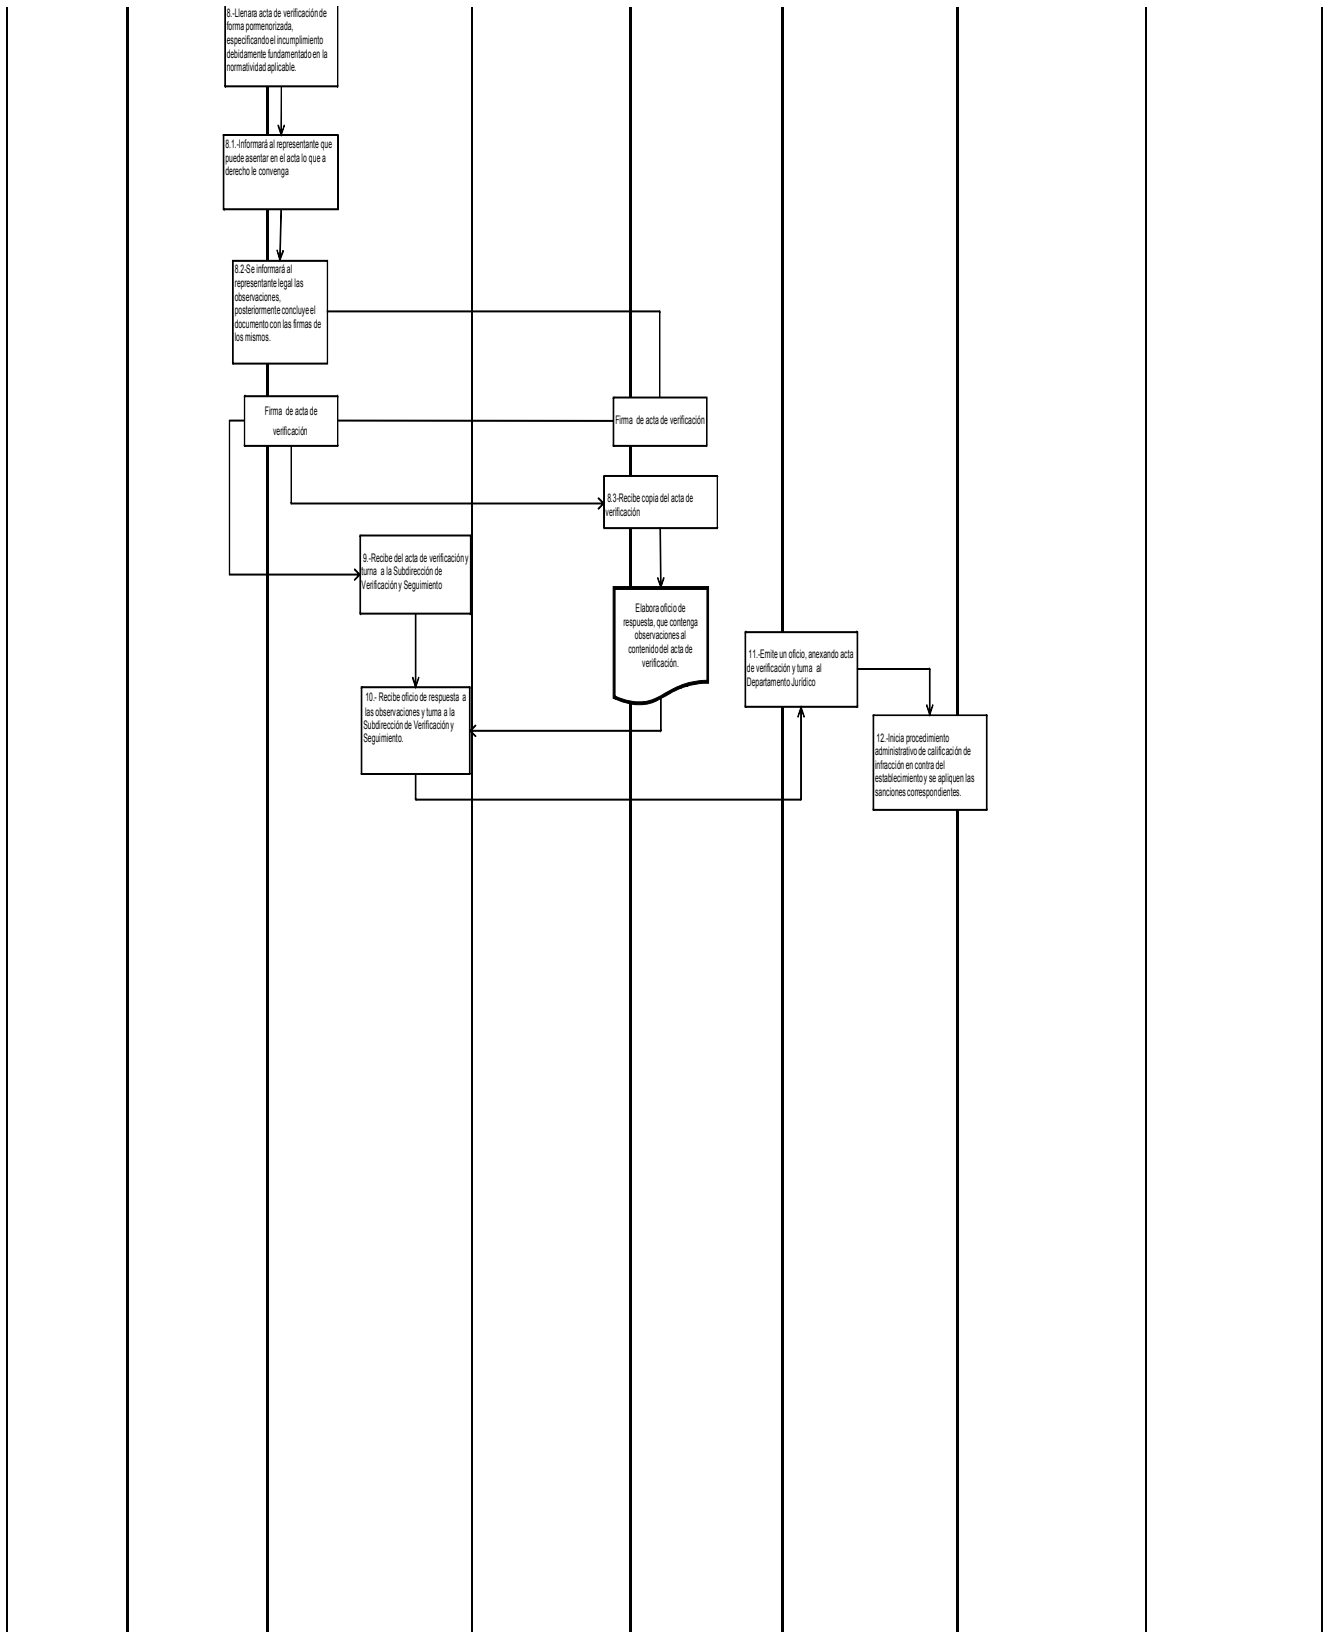 8.-Llenara acta de verificación de
forma pormenorizada,
especificando el incumplimiento
debidamente fundamentado en la
normatividad aplicable.
8.1.-Informará al representante que
puede asentar en el acta lo que a
derecho le convenga
8.2-Se informará al
representante legal las
observaciones,
posteriormente concluye el
documento con las firmas de
los mismos.
Firma de acta de
verificación
Firma de acta de verificación
8.3-Recibe copia del acta de
verificación
9.-Recibe del acta de verificación y
turna a la Subdirección de
Verificación y Seguimiento
Elabora oficio de
respuesta, que contenga
observaciones al
contenido del acta de
verificación.
10.- Recibe oficio de respuesta a
las observaciones y turna a la
Subdirección de Verificación y
Seguimiento.
11.-Emite un oficio, anexando acta
de verificación y turna al
Departamento Jurídico
12.-Inicia procedimiento
administrativo de calificación de
infracción en contra del
establecimiento y se apliquen las
sanciones correspondientes.